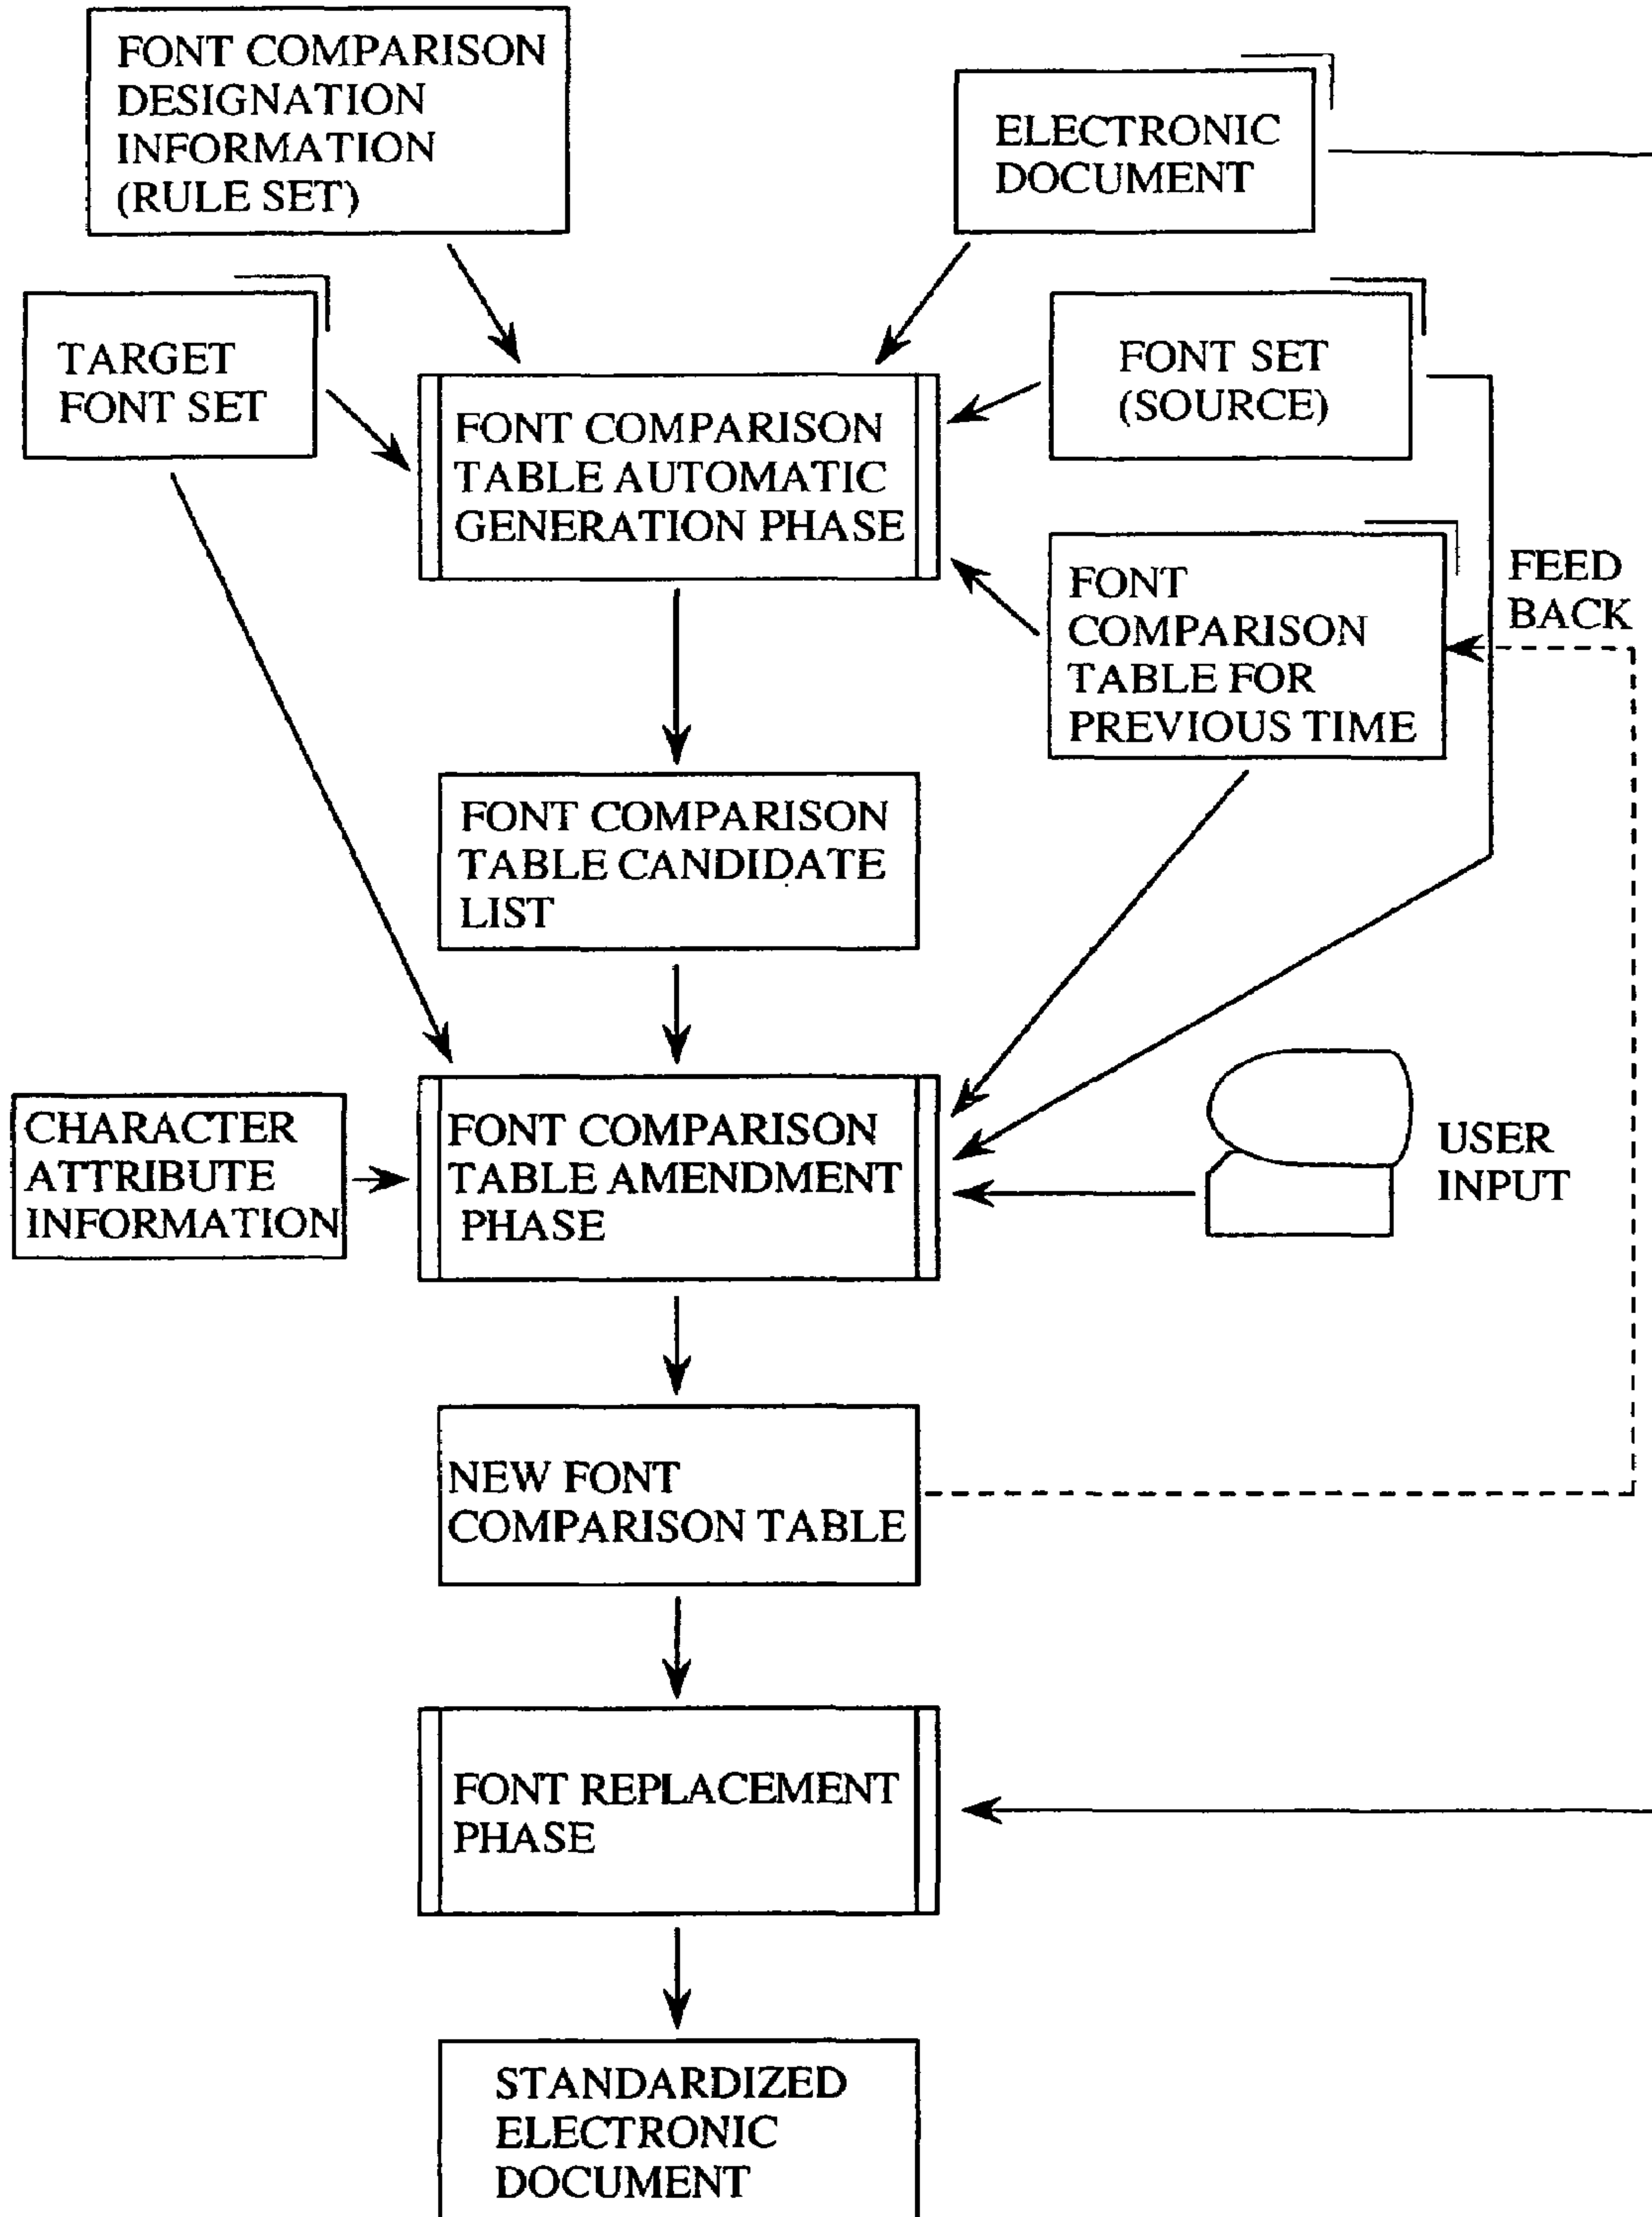 FONT COMPARISON
DESIGNATION
INFORMATION
(RULE SET)
ELECTRONIC
DOCUMENT
TARGET
FONT SET
FONT SET
(SOURCE)
FONT COMPARISON
TABLE AUTOMATIC
GENERATION PHASE
FONT
COMPARISON
TABLE FOR
PREVIOUS TIME
FEED
BACK
FONT COMPARISON
TABLE CANDIDATE
LIST
CHARACTER
ATTRIBUTE
INFORMATION
FONT COMPARISON
TABLE AMENDMENT
PHASE
USER
INPUT
NEW FONT
COMPARISON TABLE
FONT REPLACEMENT
PHASE
STANDARDIZED
ELECTRONIC
DOCUMENT